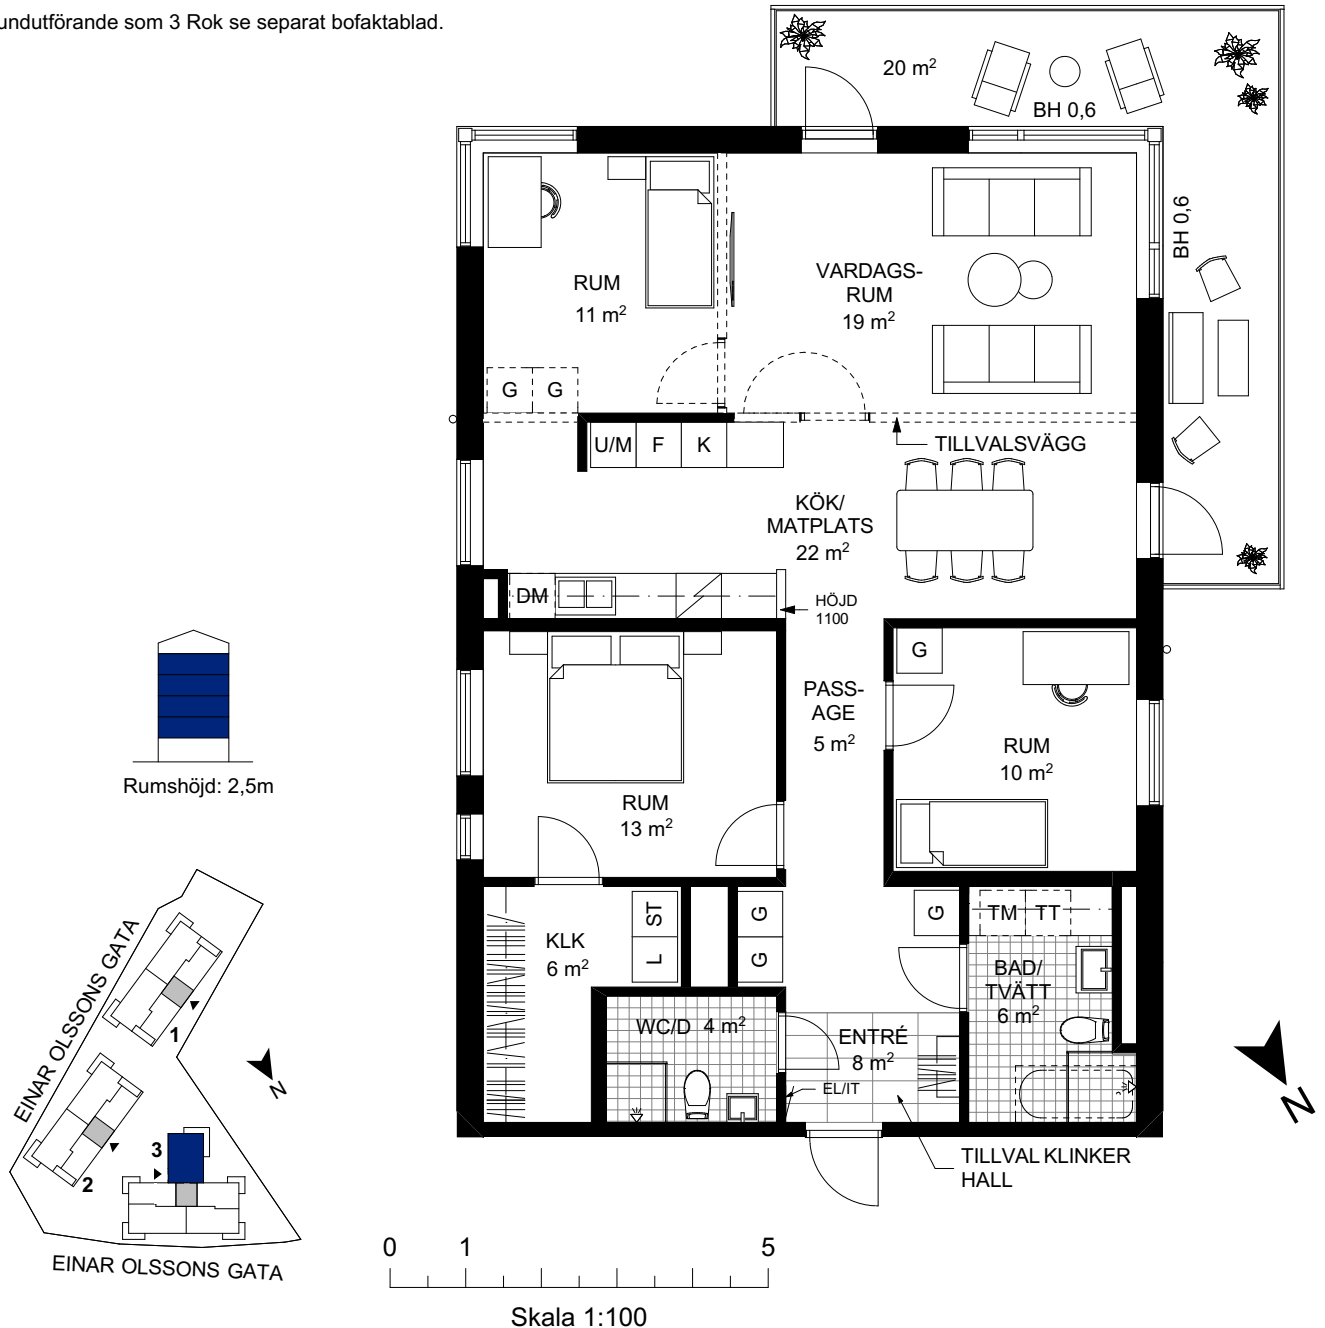 undutförande som 3 Rok se separat bofaktablad.
20 m²
BH 0,6
BH 0,6
RUM
11 m²
VARDAGS-
RUM
19 m²
G
G
U/M
F
K
TILLVALSVÄGG
KÖK/
MATPLATS
22 m²
DM
HÖJD
1100
G
PASS-
AGE
5 m²
RUM
10 m²
RUM
13 m²
Rumshöjd: 2,5m
KLK
6 m²
ST
L
G
G
G
TM
TT
BAD/
TVÄTT
6 m²
WC/D 4 m²
ENTRÉ
8 m²
EL/IT
TILLVAL KLINKER
HALL
N
EINAR OLSSONS GATA
1
N
2
3
EINAR OLSSONS GATA
0 1 5
Skala 1:100